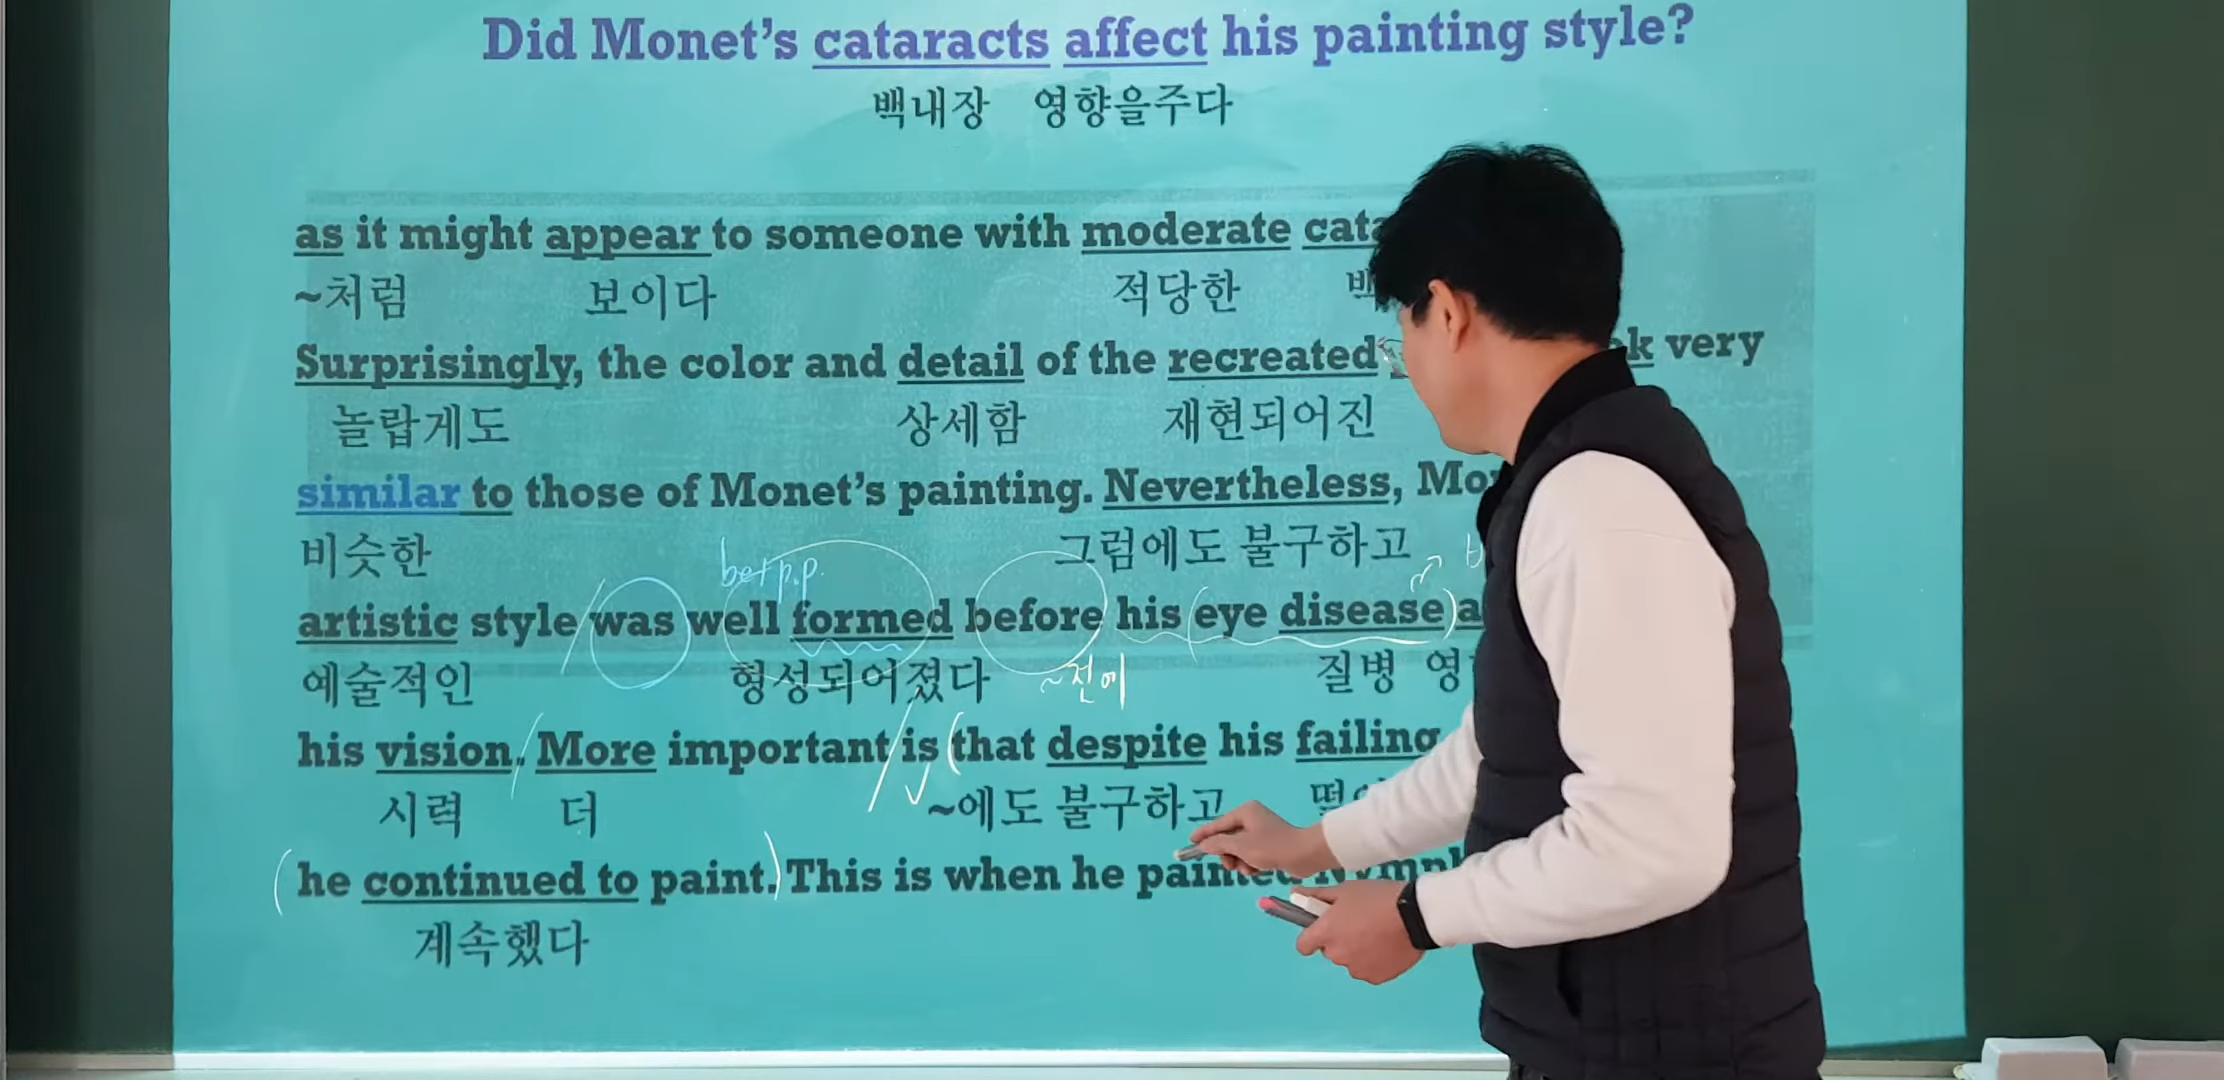 Did Monet's cataracts affect his painting style?
백내장 영향을주다
as it might appear to someone with moderate
~처럼 보이다 적당한
Surprisingly, the color and detail of the recreated very
놀랍게도 상세함 재현되어진
similar to those of Monet's painting. Nevertheless,
비슷한 그럼에도 불구하고
be+p.p.
artistic style was well formed before his (eye disease)
예술적인 형성되어졌다 ~전에 질병
his vision. More important is (that despite his failing
시력 더 ~에도 불구하고
(he continued to paint.) This is when he painted
계속했다